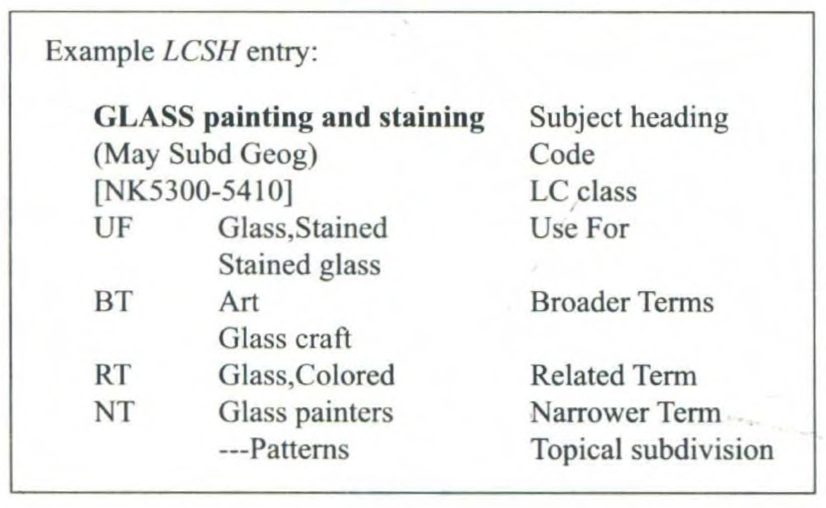 Example LCSH entry:
GLASS painting and staining Subject heading
(May Subd Geog) Code
[NK5300-5410] LC class
UF Glass,Stained Use For
Stained glass
BT Art Broader Terms
Glass craft
RT Glass,Colored Related Term
NT Glass painters Narrower Term
---Patterns Topical subdivision